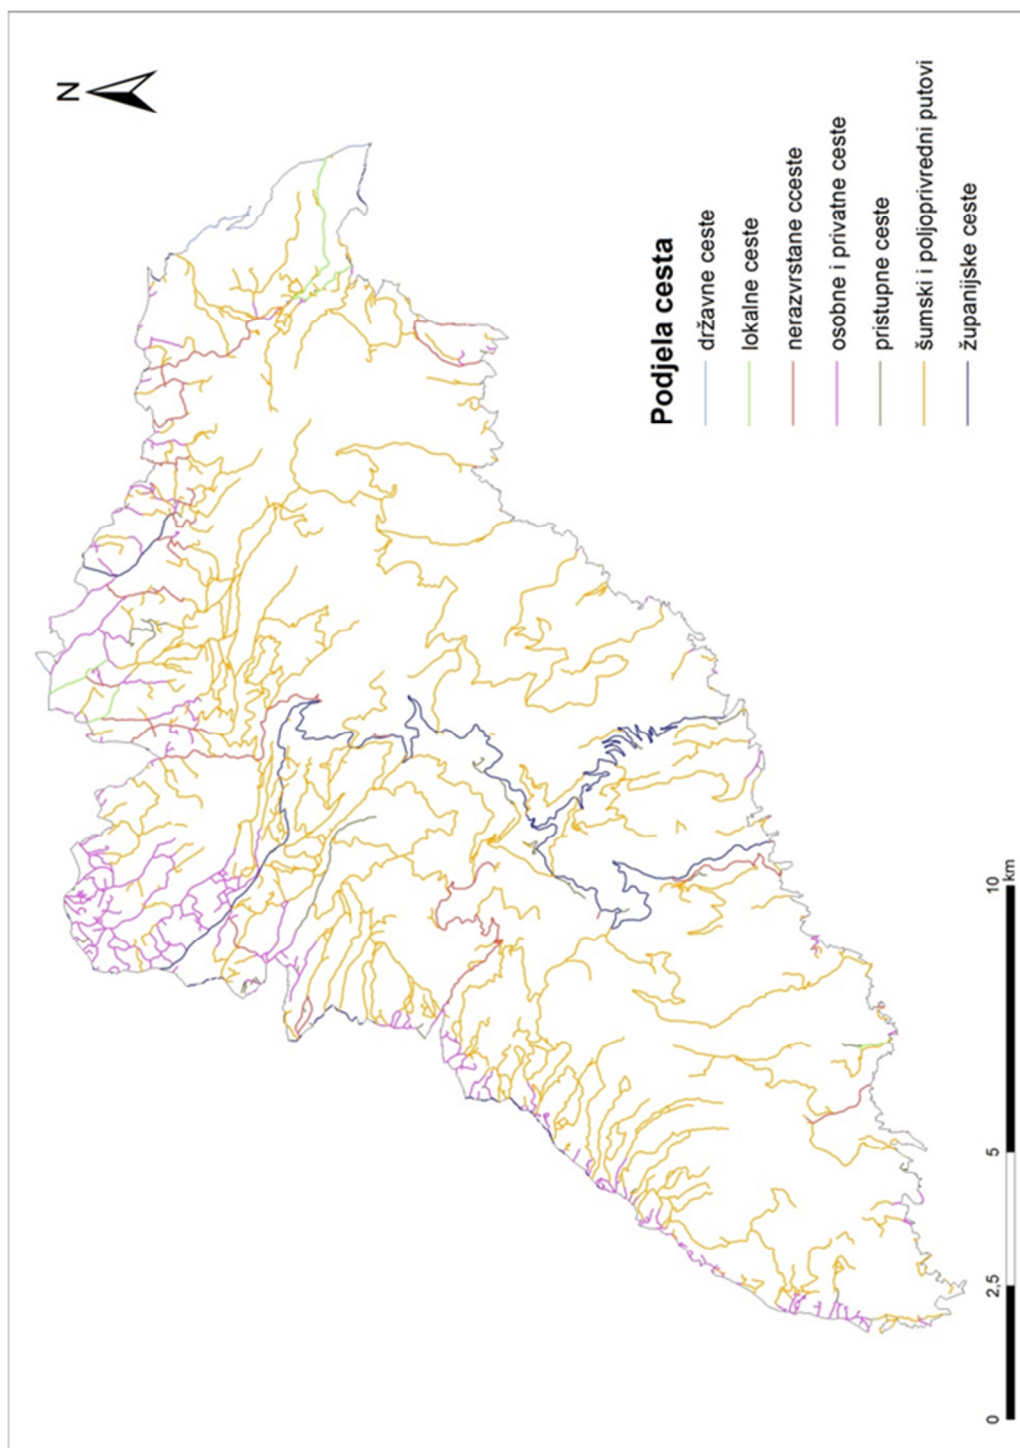 N
Podjela cesta
državne ceste
lokalne ceste
nerazvrstane cceste
osobne i privatne ceste
pristupne ceste
šumski i poljoprivredni putovi
županijske ceste
0 2,5 5 10
km